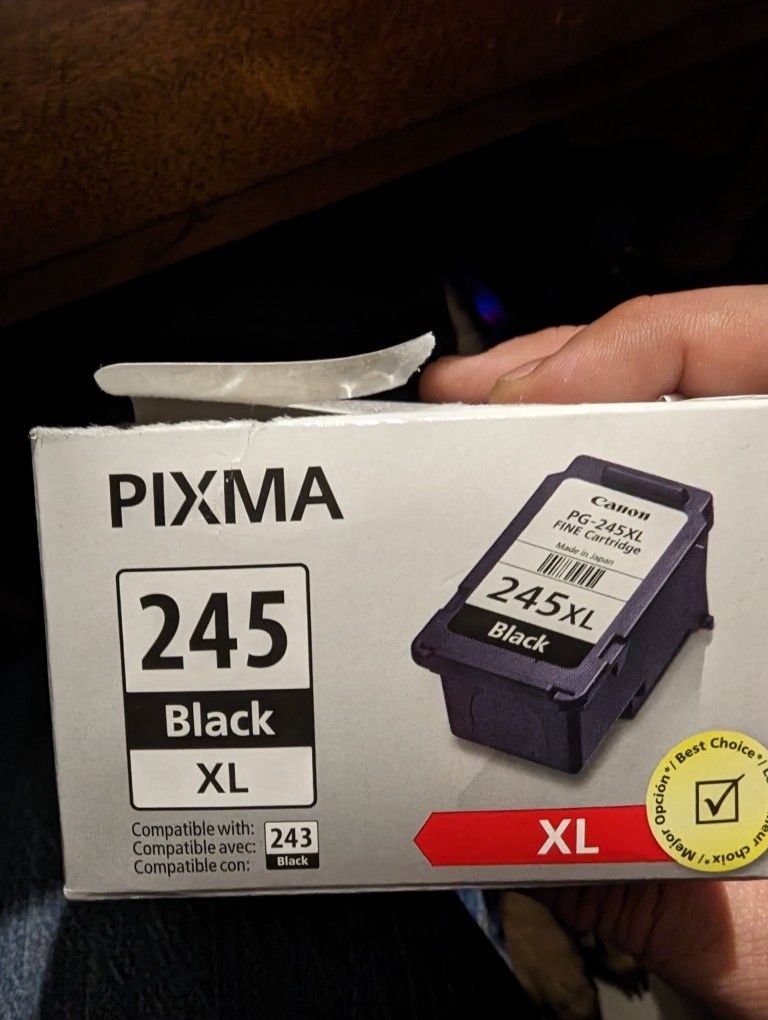 PIXMA
245
Black
XL
Compatible with:
Compatible avec:
Compatible con:
243
Black
Canon
PG-245XL
FINE Cartridge
Made in Japan
245XL
Black
XL
Mejor Opción*/ Best Choice*/
choix*/